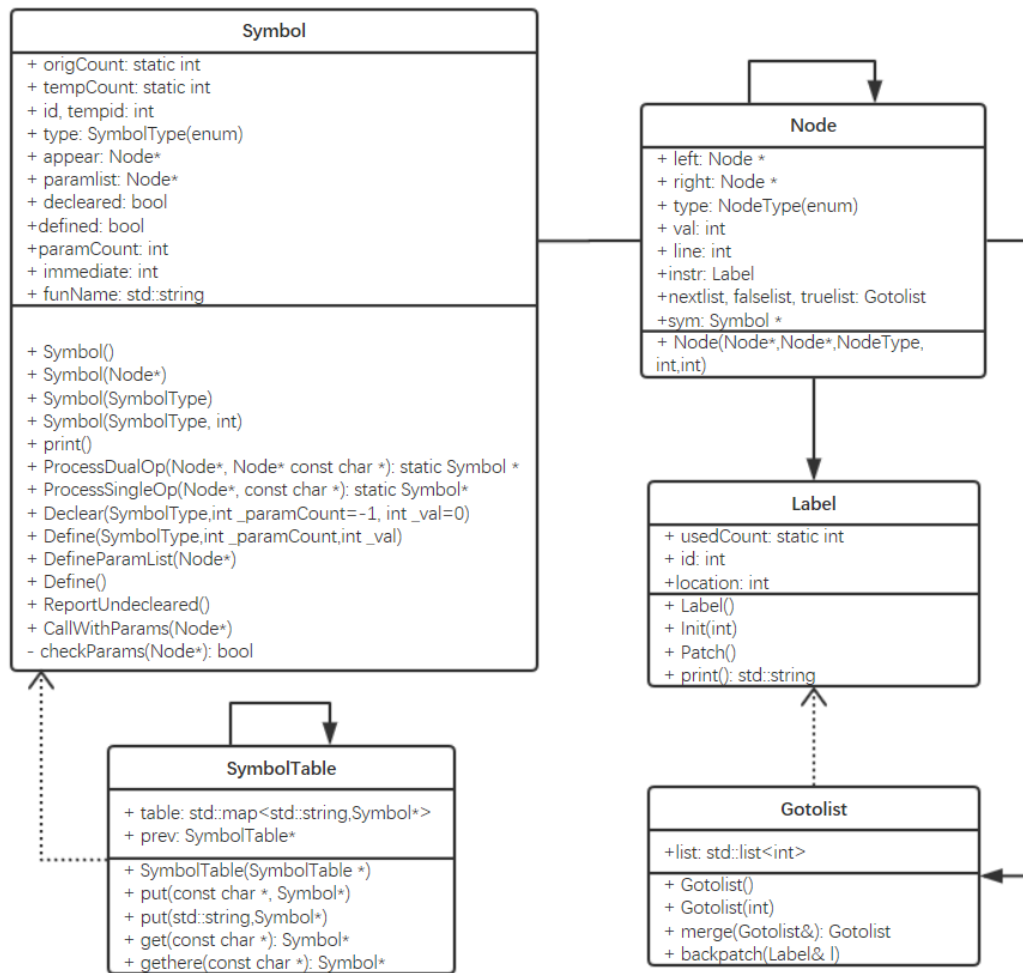 Symbol
+ origCount: static int
+ tempCount: static int
+ id, tempid: int
+ type: SymbolType(enum)
+ appear: Node*
+ paramlist: Node*
+ decleared: bool
+defined: bool
+paramCount: int
+ immediate: int
+ funName: std::string
+ Symbol()
+ Symbol(Node*)
+ Symbol(SymbolType)
+ Symbol(SymbolType, int)
+ print()
+ ProcessDualOp(Node*, Node* const char *): static Symbol *
+ ProcessSingleOp(Node*, const char *): static Symbol*
+ Declear(SymbolType,int _paramCount=-1, int _val=0)
+ Define(SymbolType,int _paramCount,int _val)
+ DefineParamList(Node*)
+ Define()
+ ReportUndecleared()
+ CallWithParams(Node*)
- checkParams(Node*): bool
Node
+ left: Node *
+ right: Node *
+ type: NodeType(enum)
+ val: int
+ line: int
+instr: Label
+nextlist, falselist, truelist: Gotolist
+sym: Symbol *
+ Node(Node*,Node*,NodeType,
int,int)
Label
+ usedCount: static int
+ id: int
+location: int
+ Label()
+ Init(int)
+ Patch()
+ print(): std::string
SymbolTable
+ table: std::map<std::string,Symbol*>
+ prev: SymbolTable*
+ SymbolTable(SymbolTable *)
+ put(const char *, Symbol*)
+ put(std::string,Symbol*)
+ get(const char *): Symbol*
+ gethere(const char *): Symbol*
Gotolist
+list: std::list<int>
+ Gotolist()
+ Gotolist(int)
+ merge(Gotolist&): Gotolist
+ backpatch(Label& l)